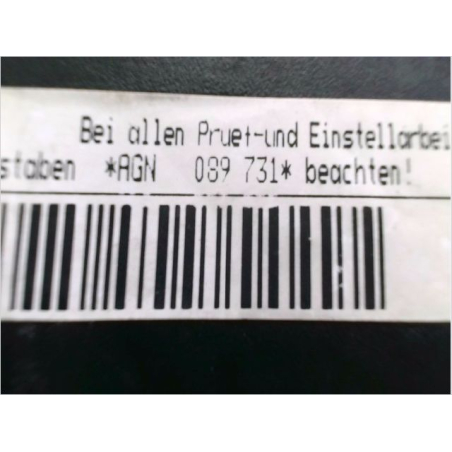 Bei allen Pruef-und Einstellarbei
staben *AGN 089 731* beachten!